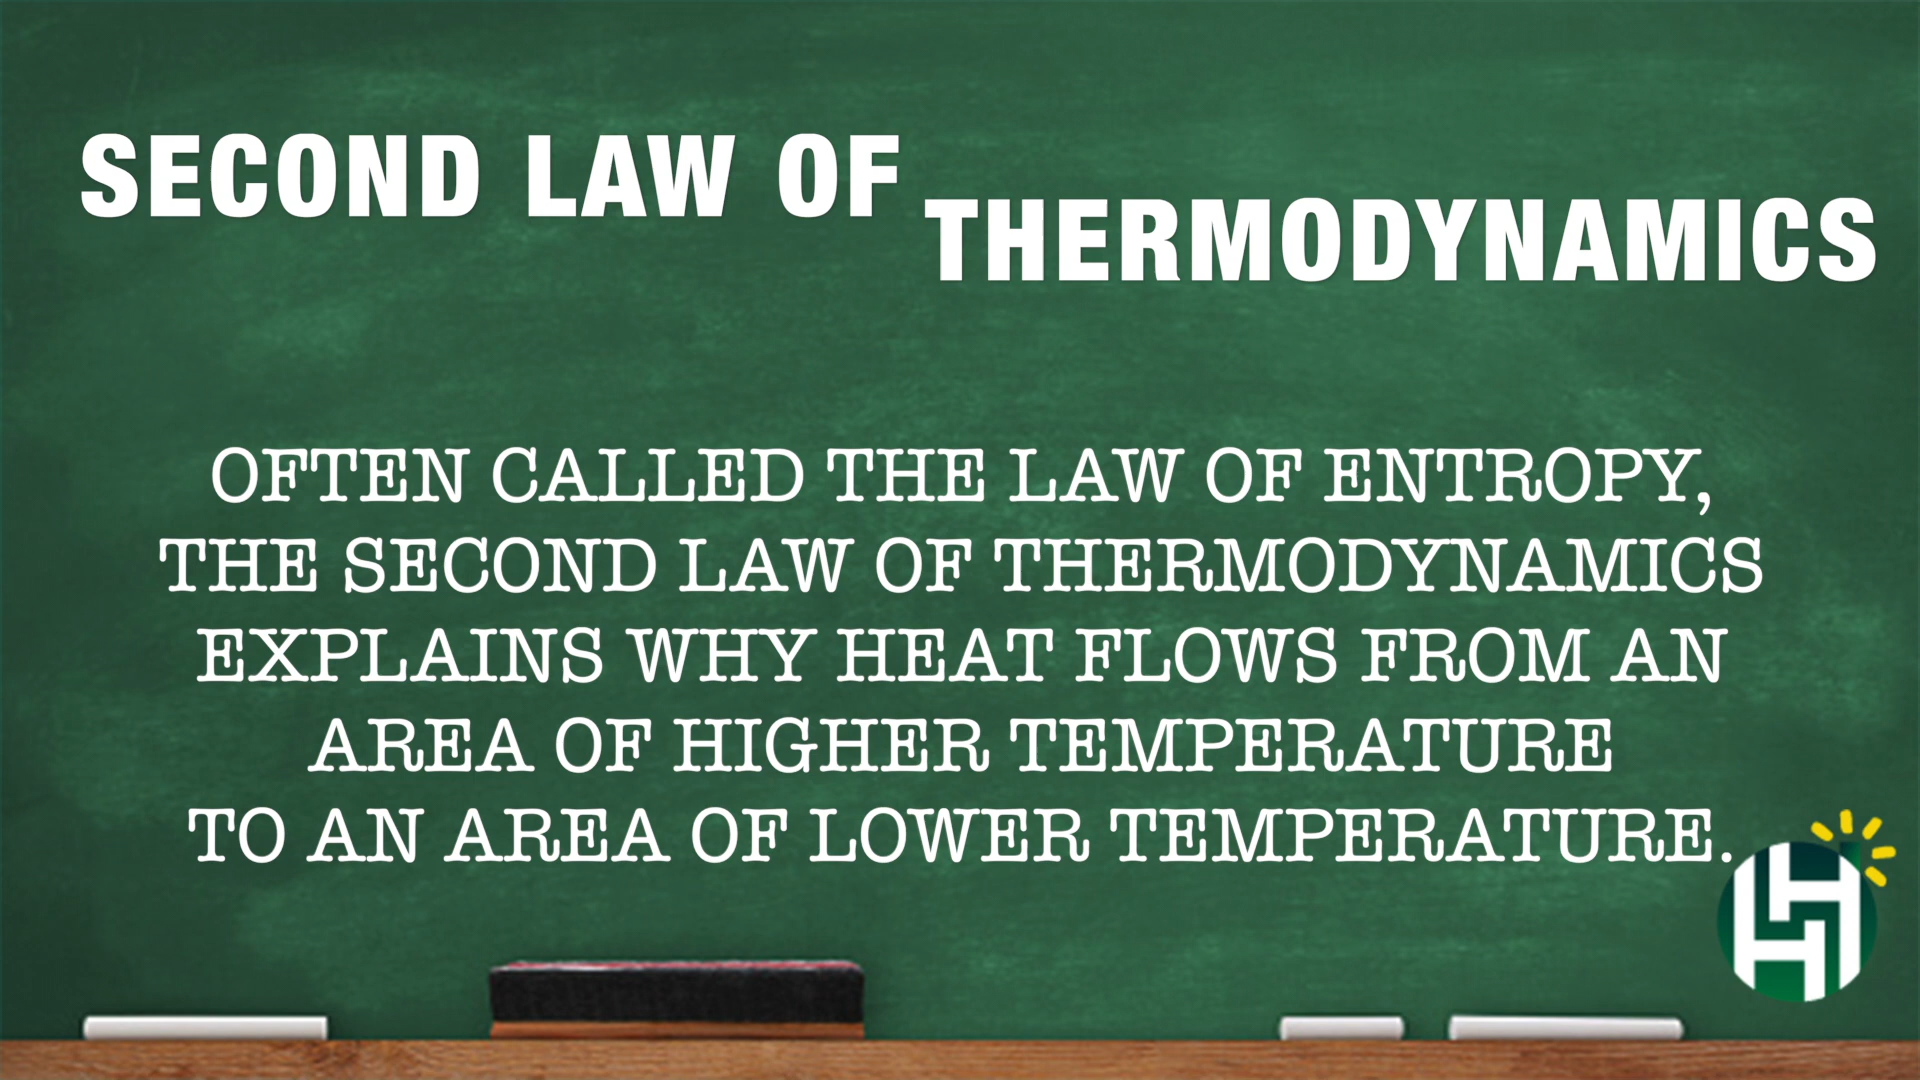 SECOND LAW OF THERMODYNAMICS
OFTEN CALLED THE LAW OF ENTROPY,
THE SECOND LAW OF THERMODYNAMICS
EXPLAINS WHY HEAT FLOWS FROM AN
AREA OF HIGHER TEMPERATURE
TO AN AREA OF LOWER TEMPERATURE.